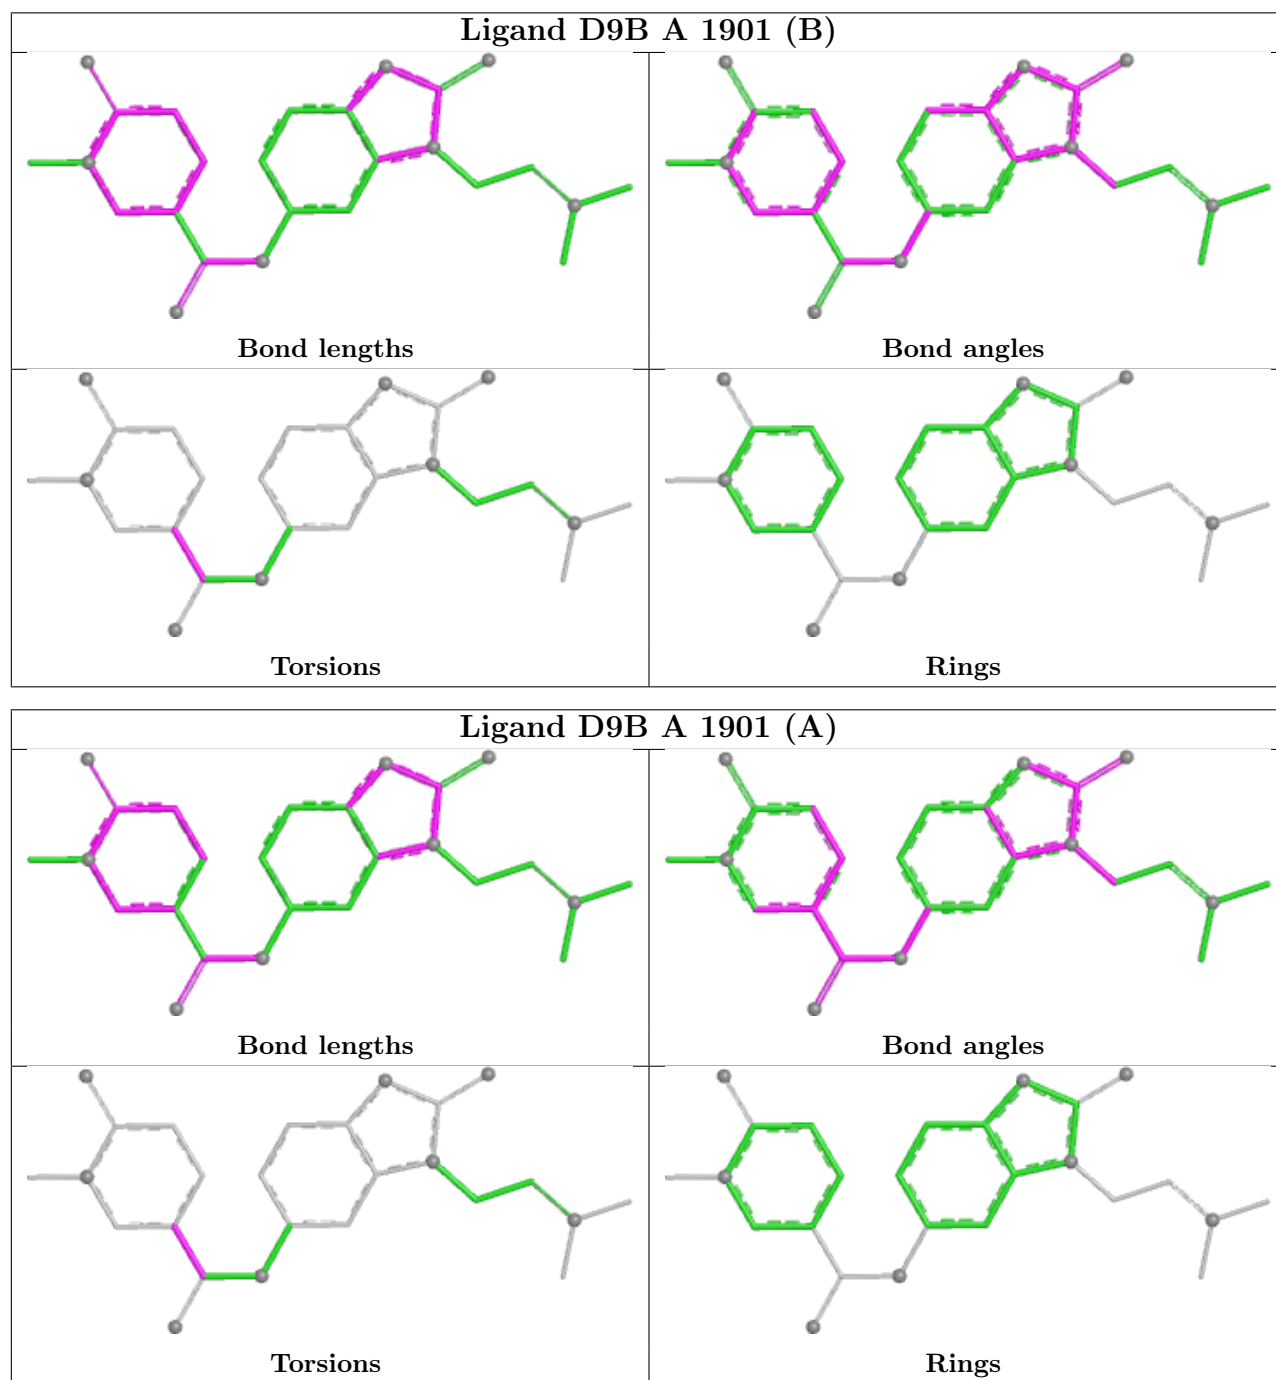 Ligand D9B A 1901 (B)
Bond lengths
Bond angles
Torsions
Rings
Ligand D9B A 1901 (A)
Bond lengths
Bond angles
Torsions
Rings